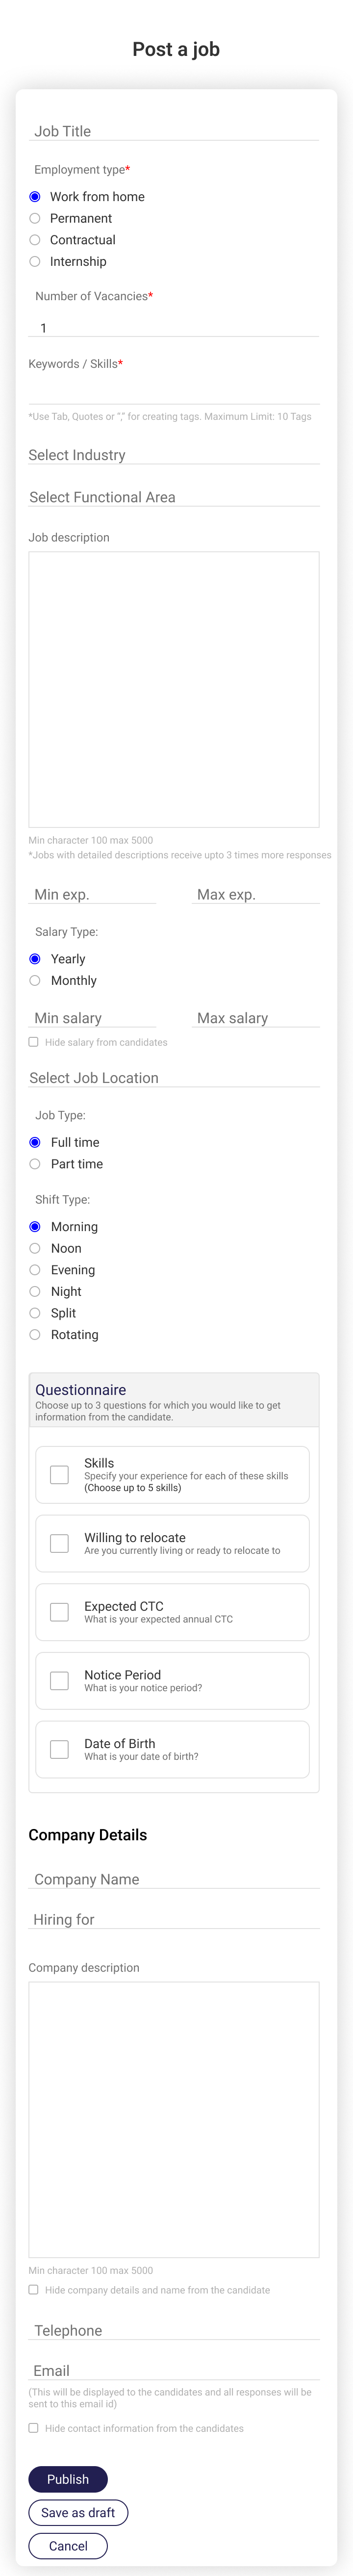 Post a job
Job Title
Employment type*
Work from home
Permanent
Contractual
Internship
Number of Vacancies*
1
Keywords / Skills*
*Use Tab, Quotes or “,” for creating tags. Maximum Limit: 10 Tags
Select Industry
Select Functional Area
Job description
Min character 100 max 5000
*Jobs with detailed descriptions receive upto 3 times more responses
Min exp. Max exp.
Salary Type:
Yearly
Monthly
Min salary Max salary
Hide salary from candidates
Select Job Location
Job Type:
Full time
Part time
Shift Type:
Morning
Noon
Evening
Night
Split
Rotating
Questionnaire
Choose up to 3 questions for which you would like to get
information from the candidate.
Skills
Specify your experience for each of these skills
(Choose up to 5 skills)
Willing to relocate
Are you currently living or ready to relocate to
Expected CTC
What is your expected annual CTC
Notice Period
What is your notice period?
Date of Birth
What is your date of birth?
Company Details
Company Name
Hiring for
Company description
Min character 100 max 5000
Hide company details and name from the candidate
Telephone
Email
(This will be displayed to the candidates and all responses will be
sent to this email id)
Hide contact information from the candidates
Publish
Save as draft
Cancel